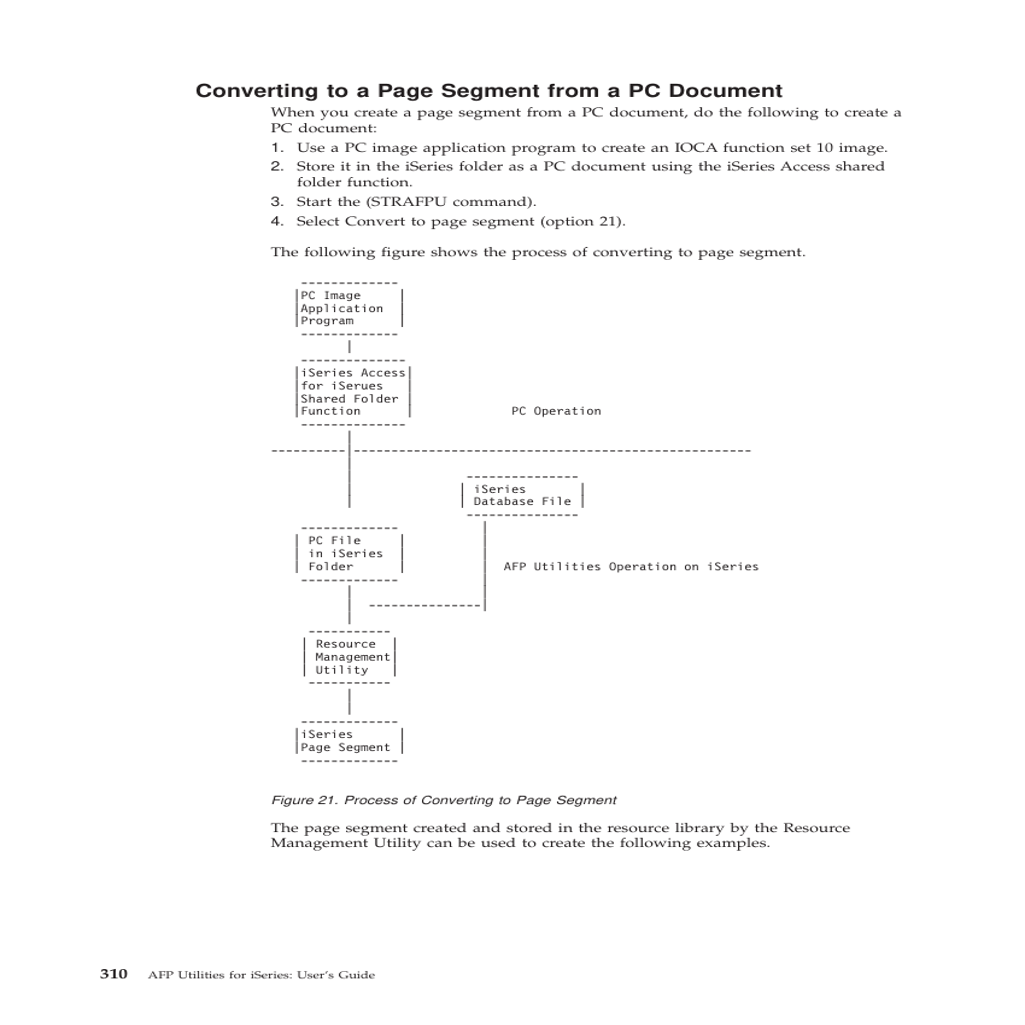 Converting to a Page Segment from a PC Document
When you create a page segment from a PC document, do the following to create a
PC document:
1. Use a PC image application program to create an IOCA function set 10 image.
2. Store it in the iSeries folder as a PC document using the iSeries Access shared
folder function.
3. Start the (STRAFPU command).
4. Select Convert to page segment (option 21).
The following figure shows the process of converting to page segment.
PC Image
Application
Program
iSeries Access
for iSerues
Shared Folder
Function
PC Operation
iSeries
Database File
PC File
in iSeries
Folder
AFP Utilities Operation on iSeries
Resource
Management
Utility
iSeries
Page Segment
Figure 21. Process of Converting to Page Segment
The page segment created and stored in the resource library by the Resource
Management Utility can be used to create the following examples.
310 AFP Utilities for iSeries: User's Guide